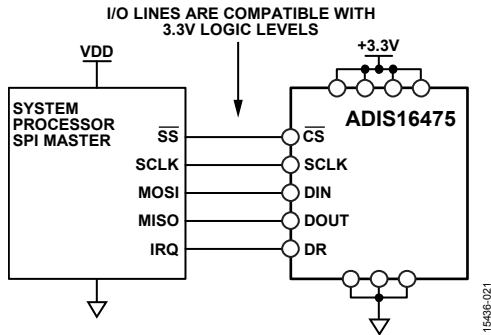 I/O LINES ARE COMPATIBLE WITH
3.3V LOGIC LEVELS
VDD
+3.3V
SYSTEM
PROCESSOR
SPI MASTER
ADIS16475
SS
CS
SCLK
SCLK
MOSI
DIN
MISO
DOUT
IRQ
DR
15436-021